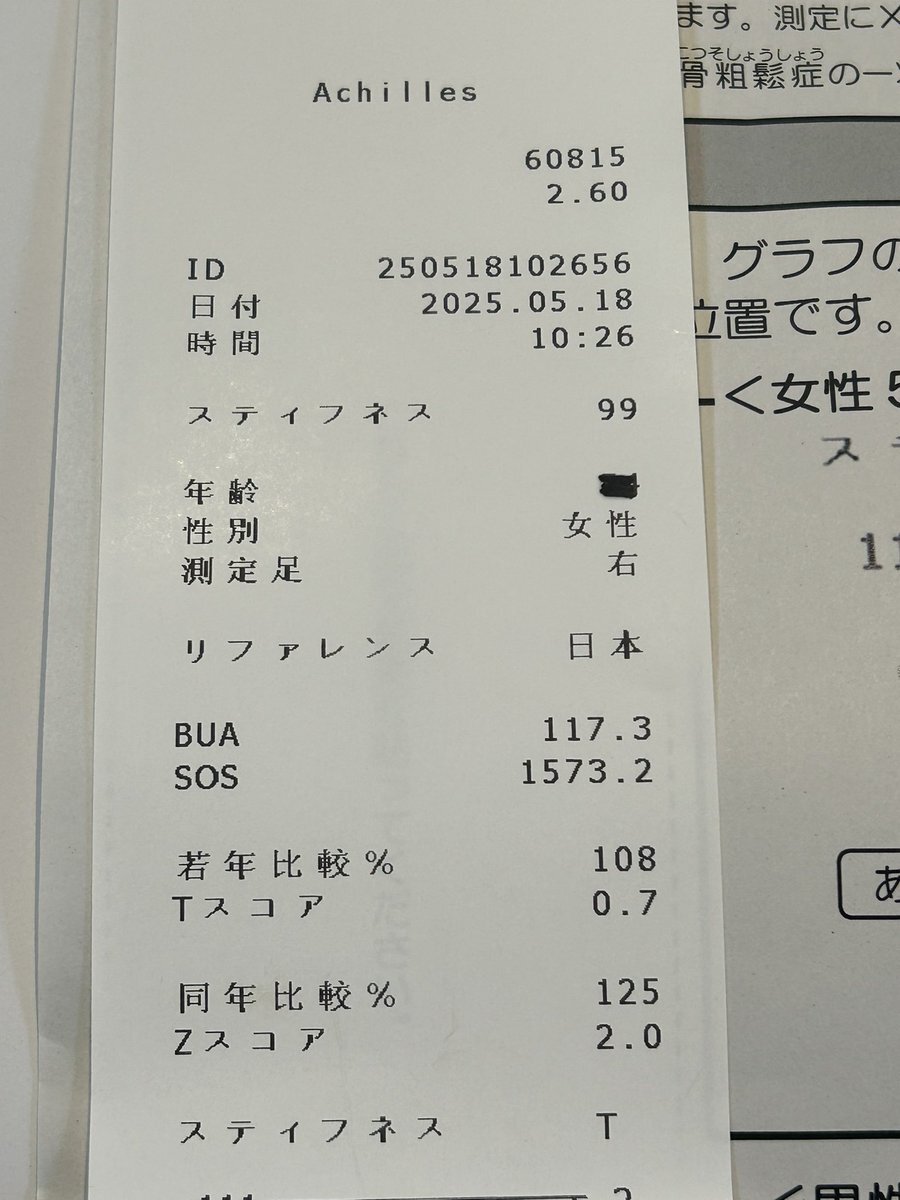 Achilles
60815
2.60
ID 250518102656
日付 2025.05.18
時間 10:26
スティフネス 99
年齢
性別 女性
測定足 右
リファレンス 日本
BUA 117.3
SOS 1573.2
若年比較% 108
Tスコア 0.7
同年比較% 125
Zスコア 2.0
スティフネス T
ます。測定に
こつそしょうしょう
骨粗鬆症の一
グラフの
位置です。
く女性 5
ス
11
あ